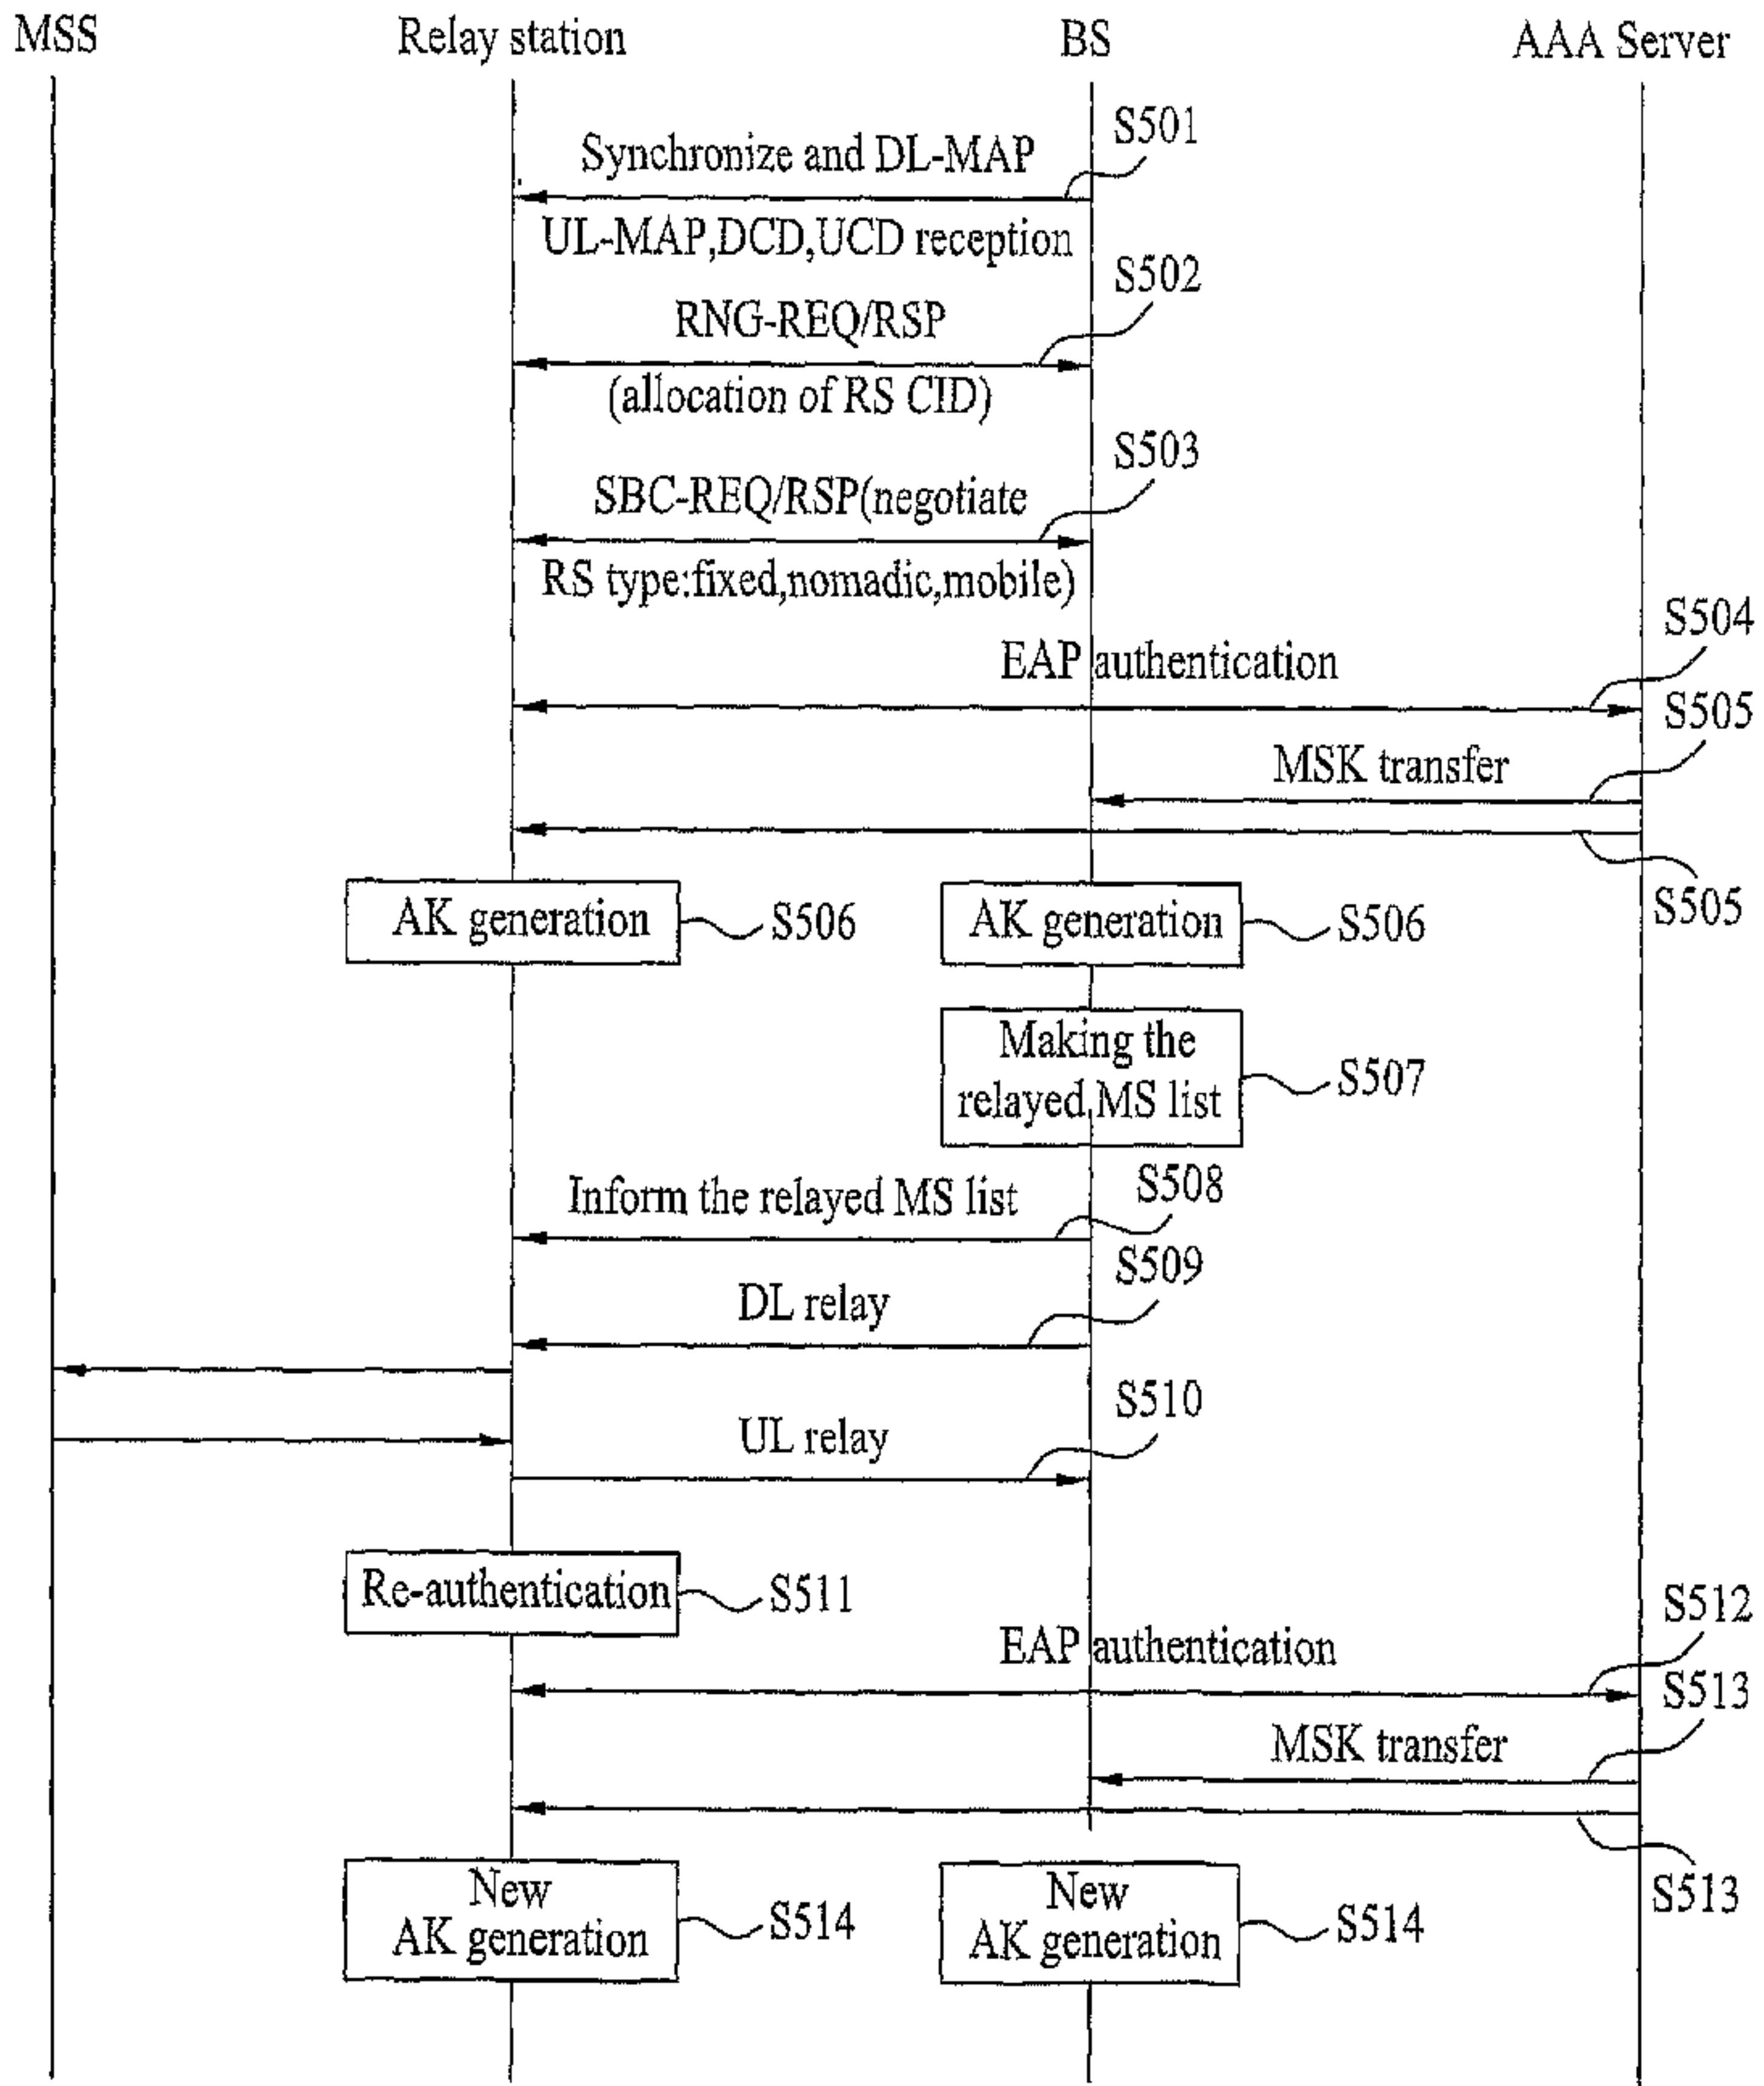 MSS
Relay station
BS
AAA Server
S501
Synchronize and DL-MAP
UL-MAP,DCD,UCD reception
S502
RNG-REQ/RSP
(allocation of RS CID)
S503
SBC-REQ/RSP(negotiate
RS type:fixed,nomadic,mobile)
S504
EAP authentication
S505
MSK transfer
S505
AK generation
S506
AK generation
S506
Making the
relayed MS list
S507
S508
Inform the relayed MS list
S509
DL relay
S510
UL relay
Re-authentication
S511
S512
EAP authentication
S513
MSK transfer
S513
New
AK generation
S514
New
AK generation
S514